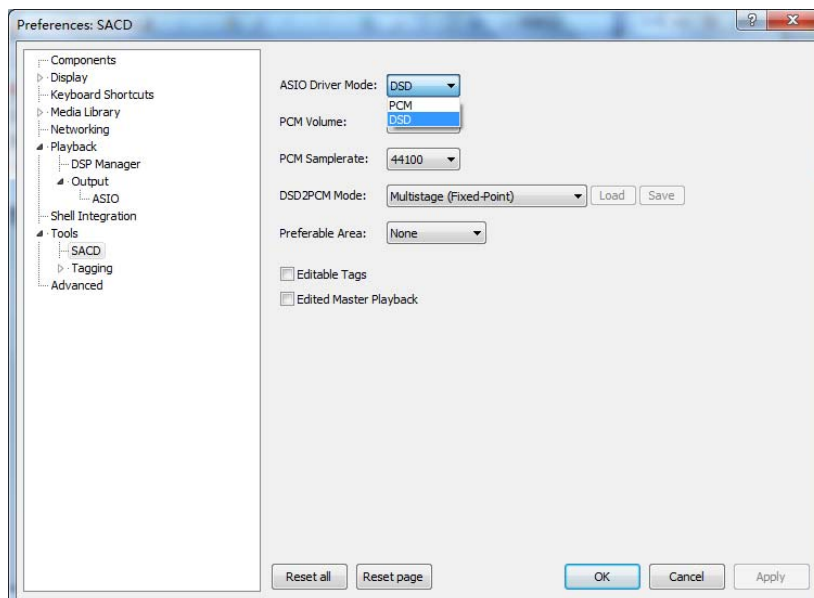 Preferences: SACD
Components
Display
Keyboard Shortcuts
Media Library
Networking
Playback
DSP Manager
Output
ASIO
Shell Integration
Tools
SACD
Tagging
Advanced
ASIO Driver Mode: DSD
PCM
DSD
PCM Volume:
PCM Samplerate: 44100
DSD2PCM Mode: Multistage (Fixed-Point) Load Save
Preferable Area: None
Editable Tags
Edited Master Playback
Reset all Reset page OK Cancel Apply